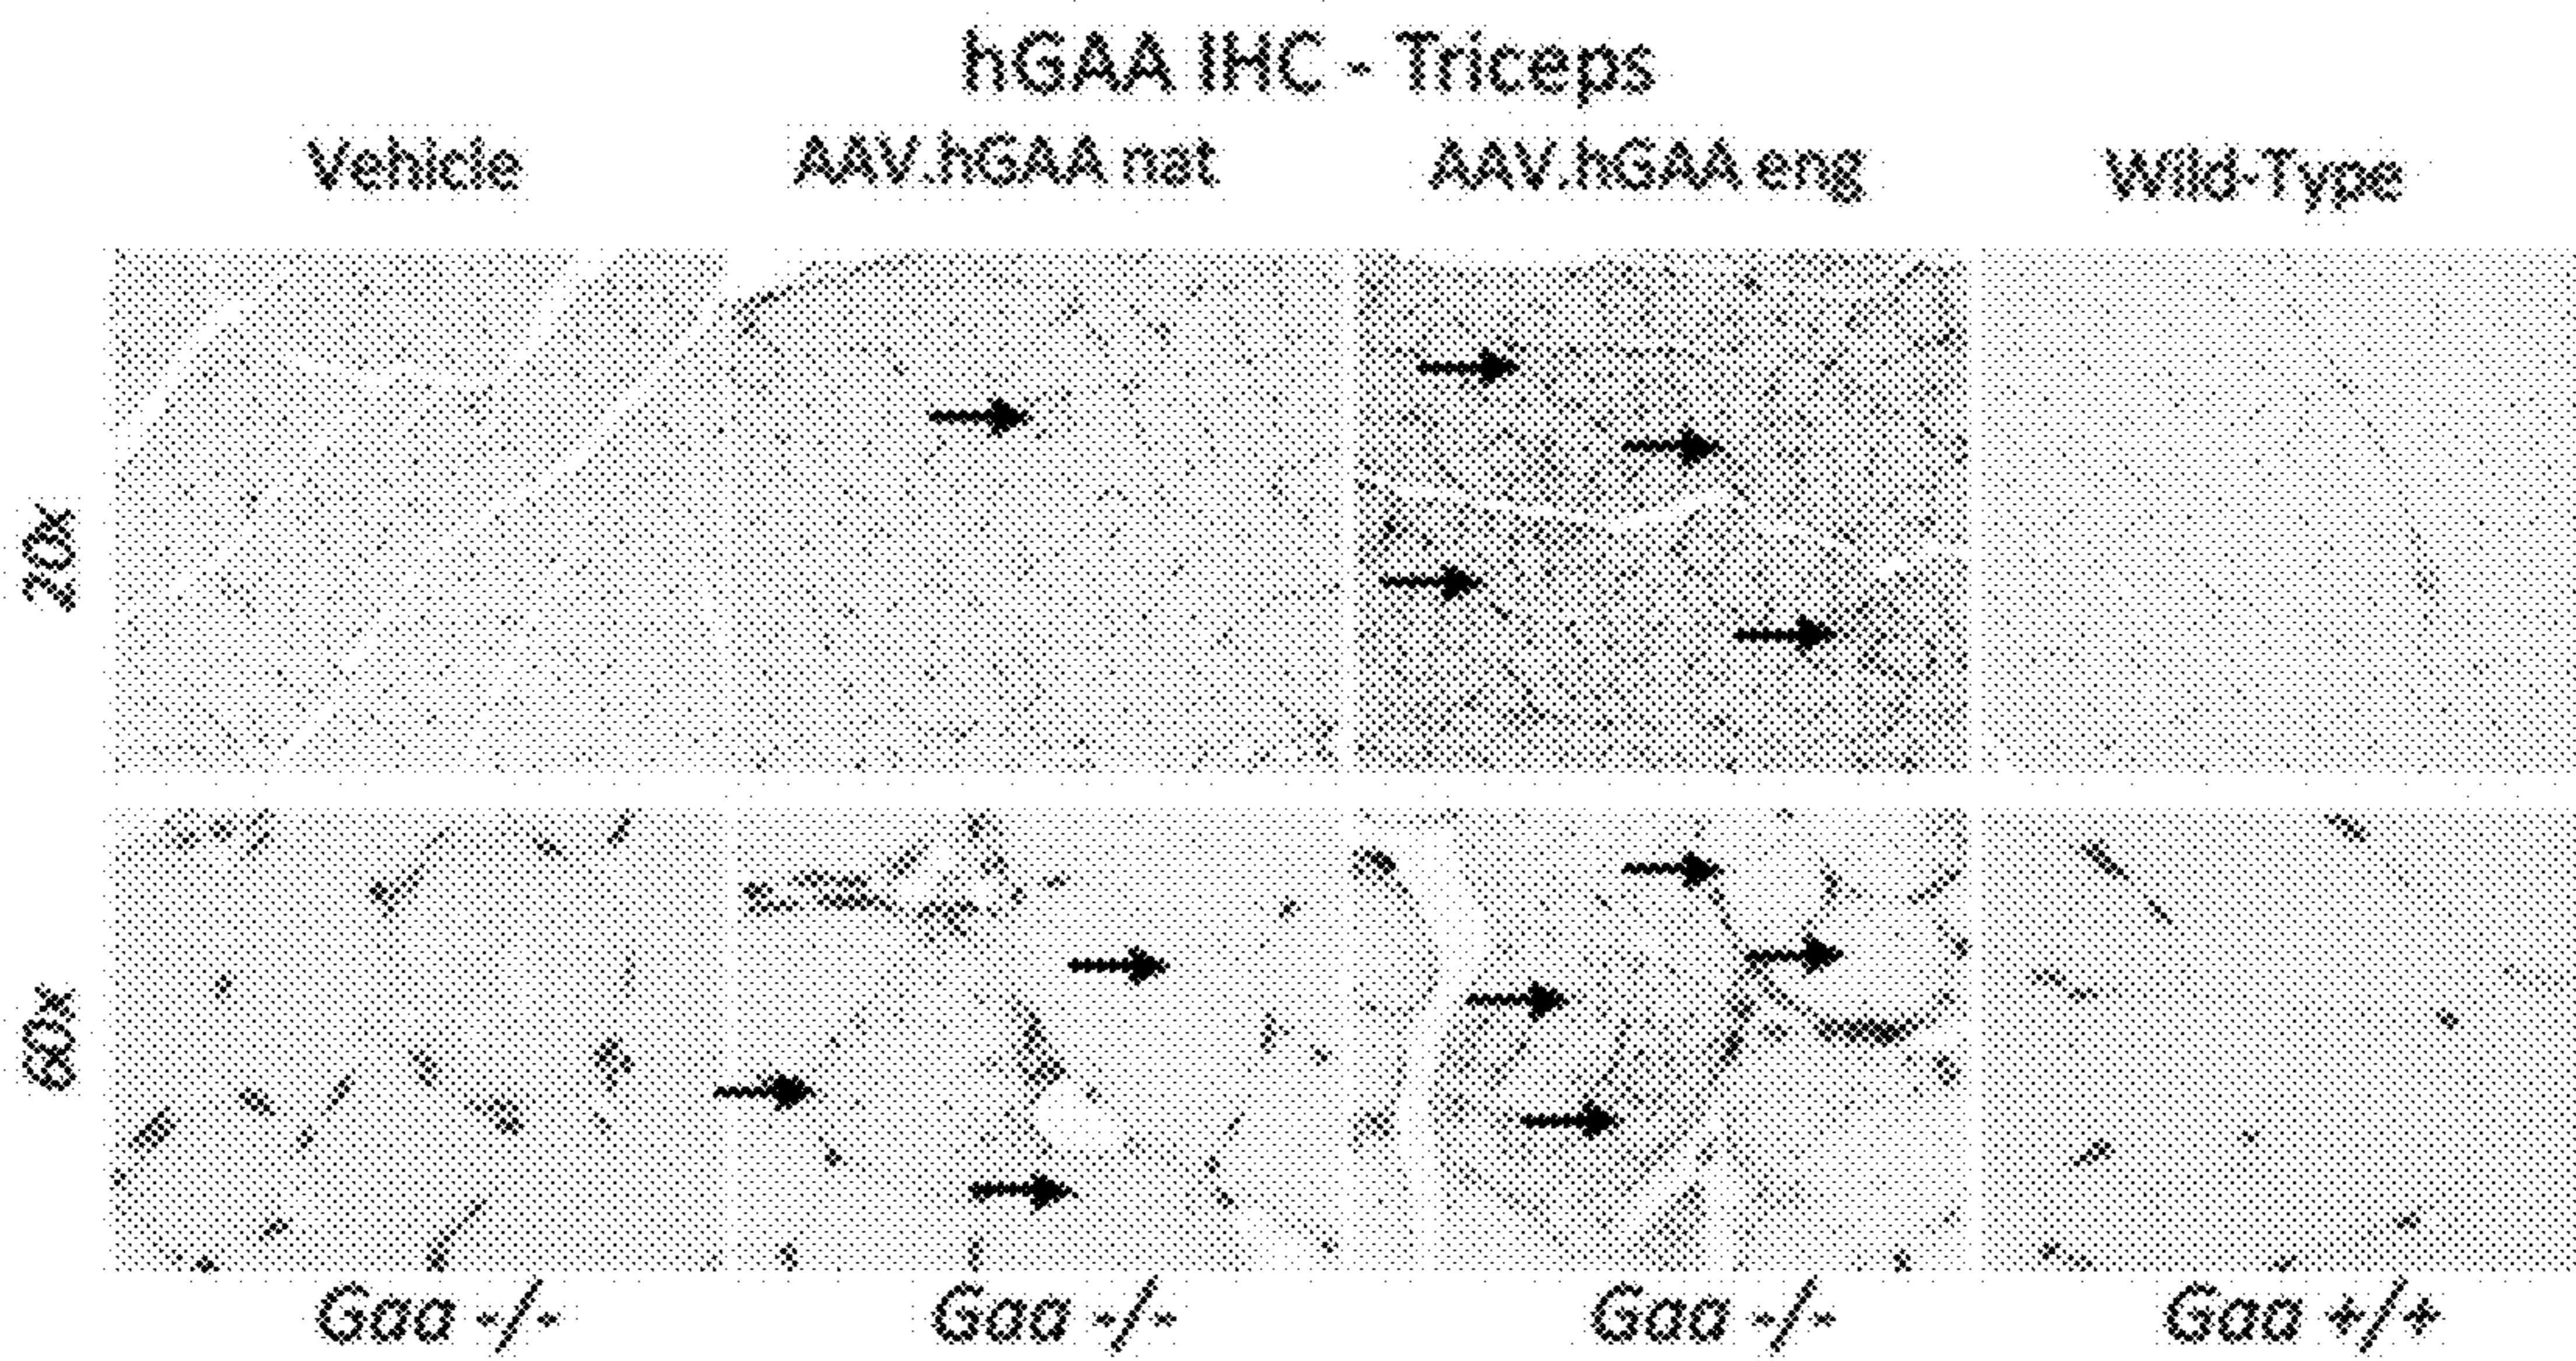 hGAA IHC - Triceps
Vehicle AAV.hGAA nat AAV.hGAA eng Wild-Type
20x
60x
Gaa -/- Gaa -/- Gaa -/- Gaa +/+